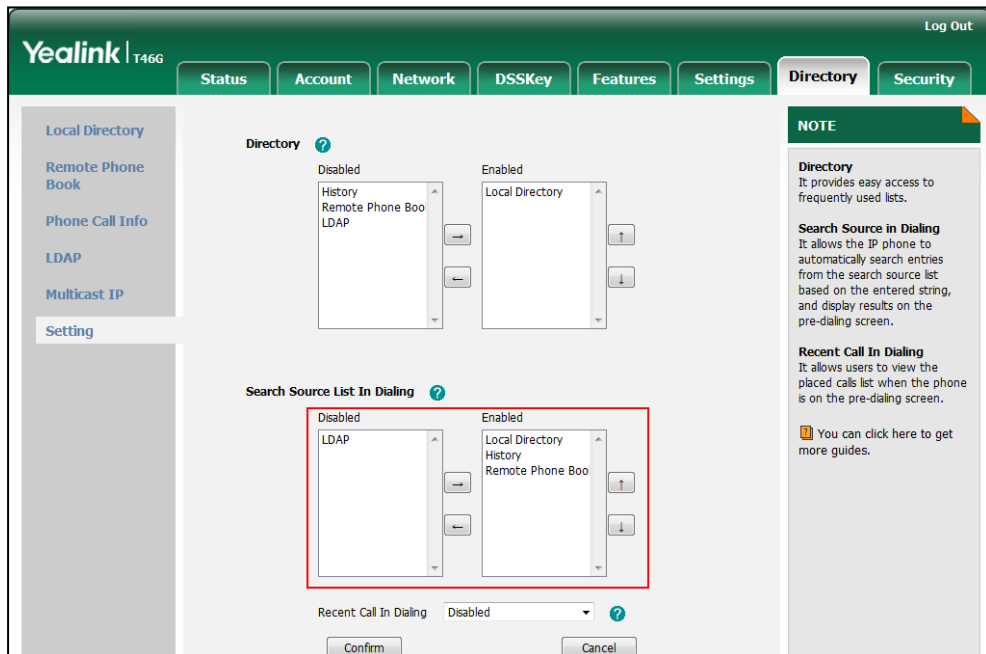 Log Out
Yealink T46G
Status
Account
Network
DSSKey
Features
Settings
Directory
Security
Local Directory
Remote Phone
Book
Phone Call Info
LDAP
Multicast IP
Setting
Directory ?
Disabled
Enabled
History
Remote Phone Boo
LDAP
Local Directory
→
←
↑
↓
Search Source List In Dialing ?
Disabled
Enabled
LDAP
Local Directory
History
Remote Phone Boo
→
←
↑
↓
Recent Call In Dialing Disabled ?
Confirm
Cancel
NOTE
Directory
It provides easy access to
frequently used lists.
Search Source in Dialing
It allows the IP phone to
automatically search entries
from the search source list
based on the entered string,
and display results on the
pre-dialing screen.
Recent Call In Dialing
It allows users to view the
placed calls list when the phone
is on the pre-dialing screen.
? You can click here to get
more guides.